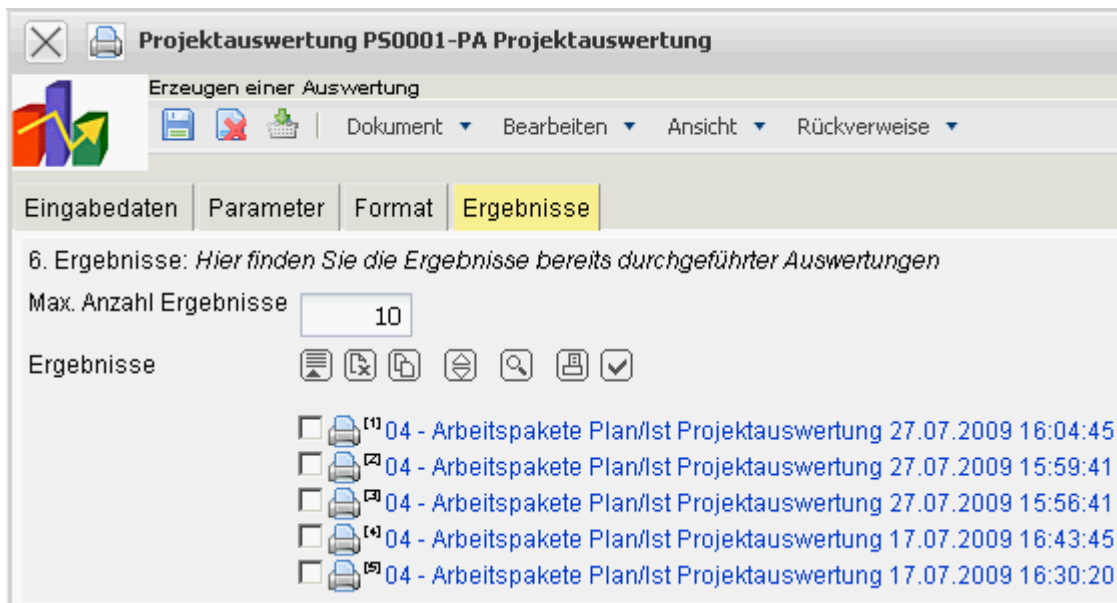 Projektauswertung PS0001-PA Projektauswertung
Erzeugen einer Auswertung
Dokument Bearbeiten Ansicht Rückverweise
Eingabedaten Parameter Format Ergebnisse
6. Ergebnisse: Hier finden Sie die Ergebnisse bereits durchgeführter Auswertungen
Max. Anzahl Ergebnisse 10
Ergebnisse
[1] 04 - Arbeitspakete Plan/Ist Projektauswertung 27.07.2009 16:04:45
[2] 04 - Arbeitspakete Plan/Ist Projektauswertung 27.07.2009 15:59:41
[3] 04 - Arbeitspakete Plan/Ist Projektauswertung 27.07.2009 15:56:41
[4] 04 - Arbeitspakete Plan/Ist Projektauswertung 17.07.2009 16:43:45
[5] 04 - Arbeitspakete Plan/Ist Projektauswertung 17.07.2009 16:30:20